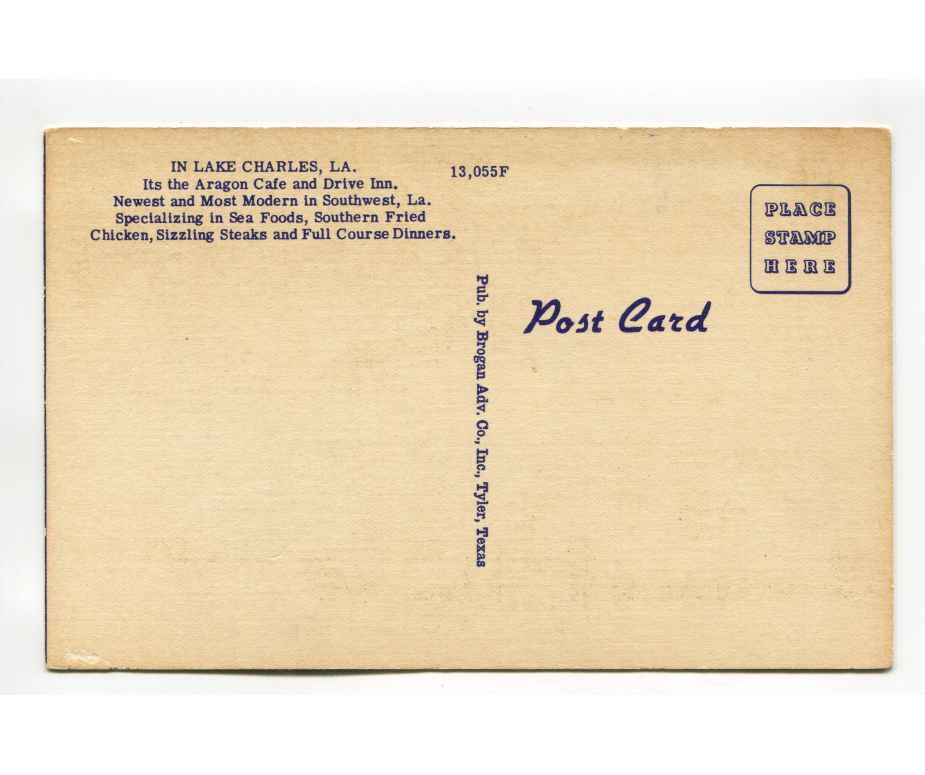 IN LAKE CHARLES, LA.
Its the Aragon Cafe and Drive Inn.
Newest and Most Modern in Southwest, La.
Specializing in Sea Foods, Southern Fried
Chicken, Sizzling Steaks and Full Course Dinners.
13,055F
PLACE
STAMP
HERE
Post Card
Pub. by Brogan Adv. Co., Inc., Tyler, Texas